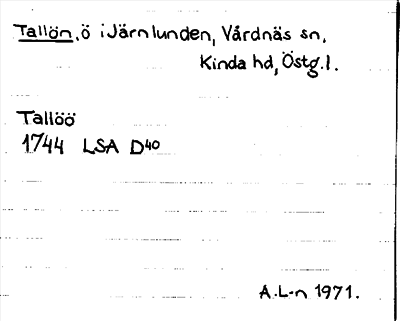 Tallön, ö i Järnlunden, Vårdnäs sn,
Kinda hd, Östg.l.
Tallöö
1744 LSA D40
A.L-n 1971.